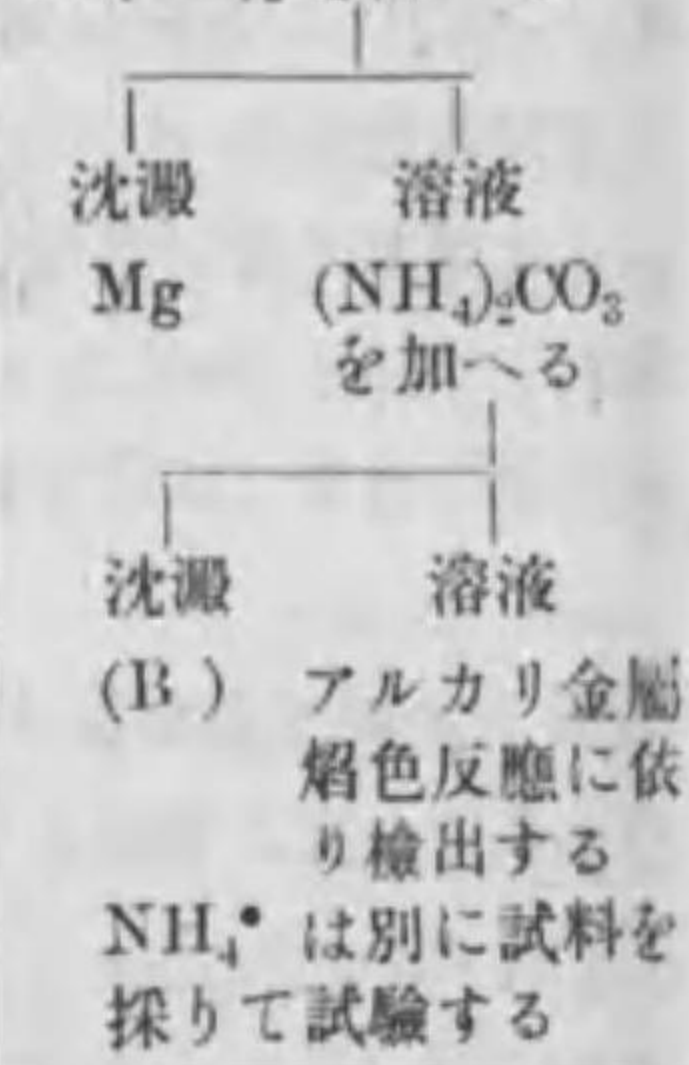 沈澱 溶液
Mg (NH₄)₂CO₃
を加へる
沈澱 溶液
(B) アルカリ金屬
焰色反應に依
り檢出する
NH₄• は別に試料を
採りて試驗する